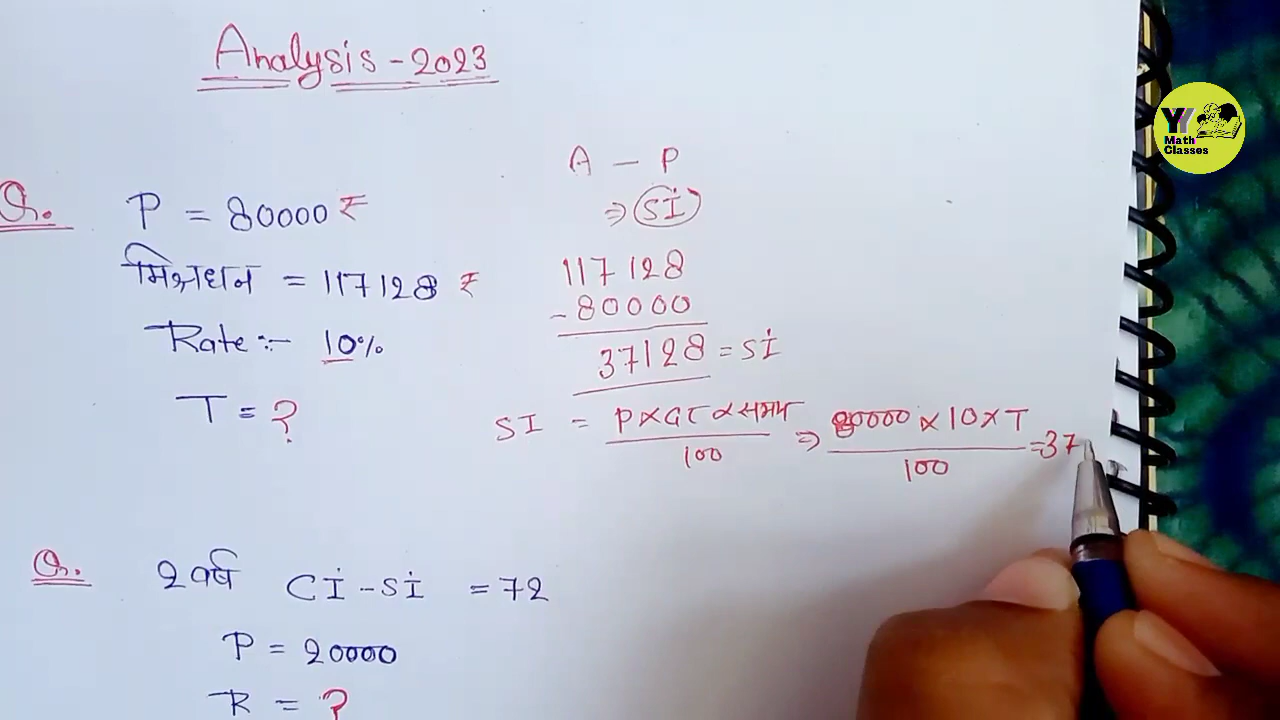 Analysis - 2023
Q. P = 80000 ₹
मिश्रधन = 117128 ₹
Rate :- 10%
T = ?
A - P
⇒ SI
117128
- 80000
37128 = SI
SI = P × दर × समय / 100 ⇒ 80000 × 10 × T / 100 = 37
Q. 2 वर्ष CI - SI = 72
P = 20000
R = ?
YY
Math
Classes